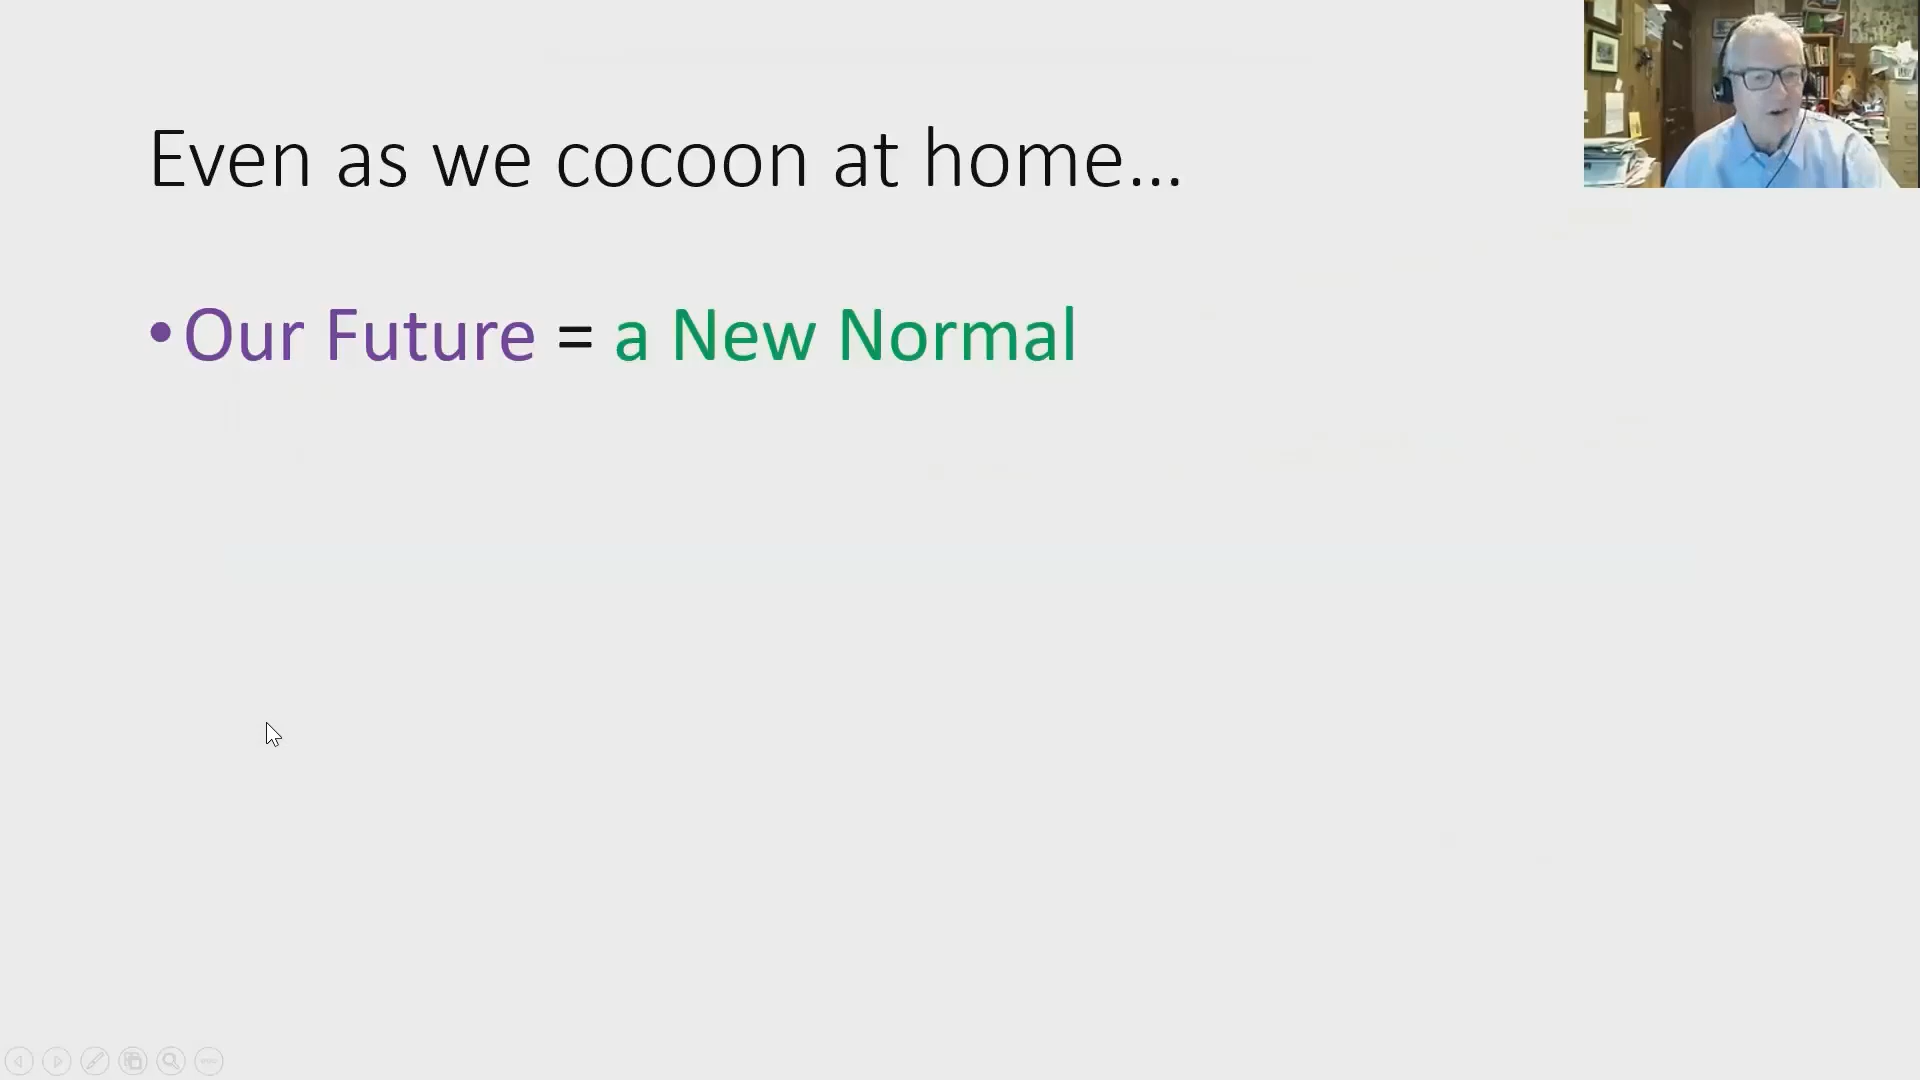 Even as we cocoon at home...
•Our Future = a New Normal